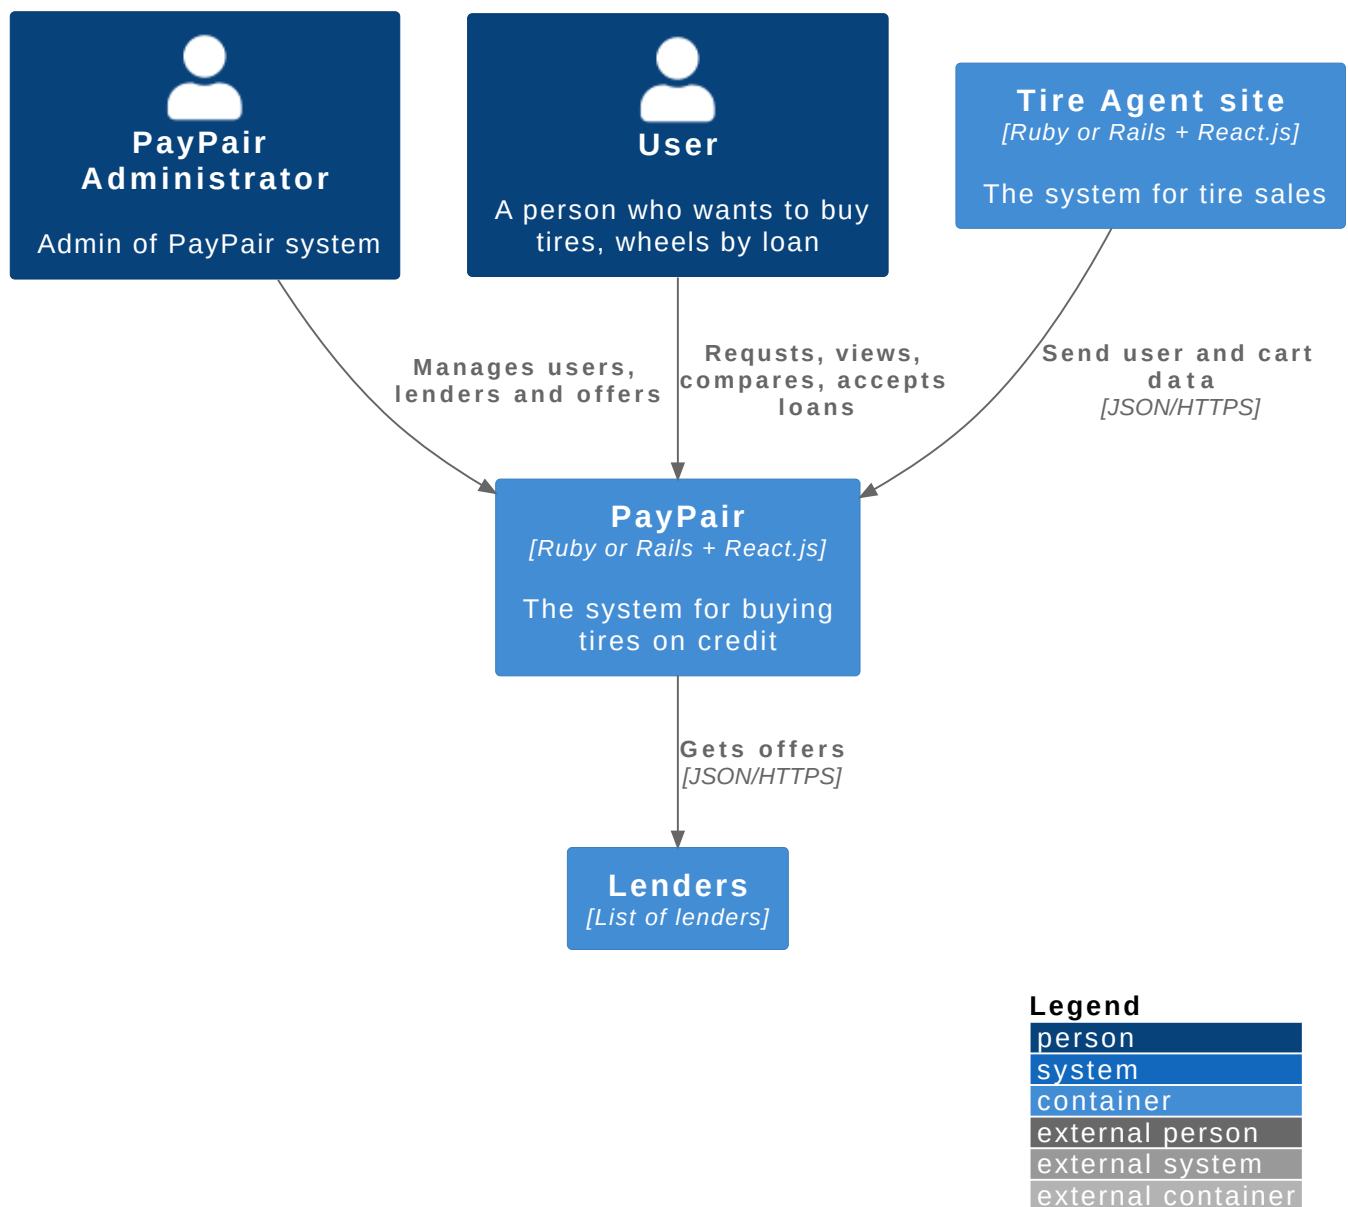 PayPair
Administrator
Admin of PayPair system
User
A person who wants to buy
tires, wheels by loan
Tire Agent site
[Ruby or Rails + React.js]
The system for tire sales
Manages users,
lenders and offers
Requsts, views,
compares, accepts
loans
Send user and cart
data
[JSON/HTTPS]
PayPair
[Ruby or Rails + React.js]
The system for buying
tires on credit
Gets offers
[JSON/HTTPS]
Lenders
[List of lenders]
Legend
person
system
container
external person
external system
external container